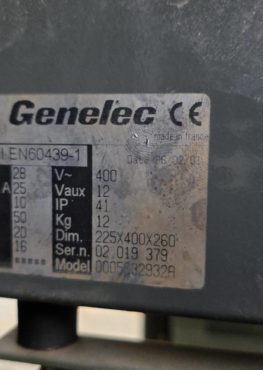 Genelec CE
made in france
EN60439-1
Date
28 V~ 400
A 25 Vaux 12
10 IP 41
50 Kg 12
20 Dim. 225X400X260
16 Ser.n. 02 019 379
Model